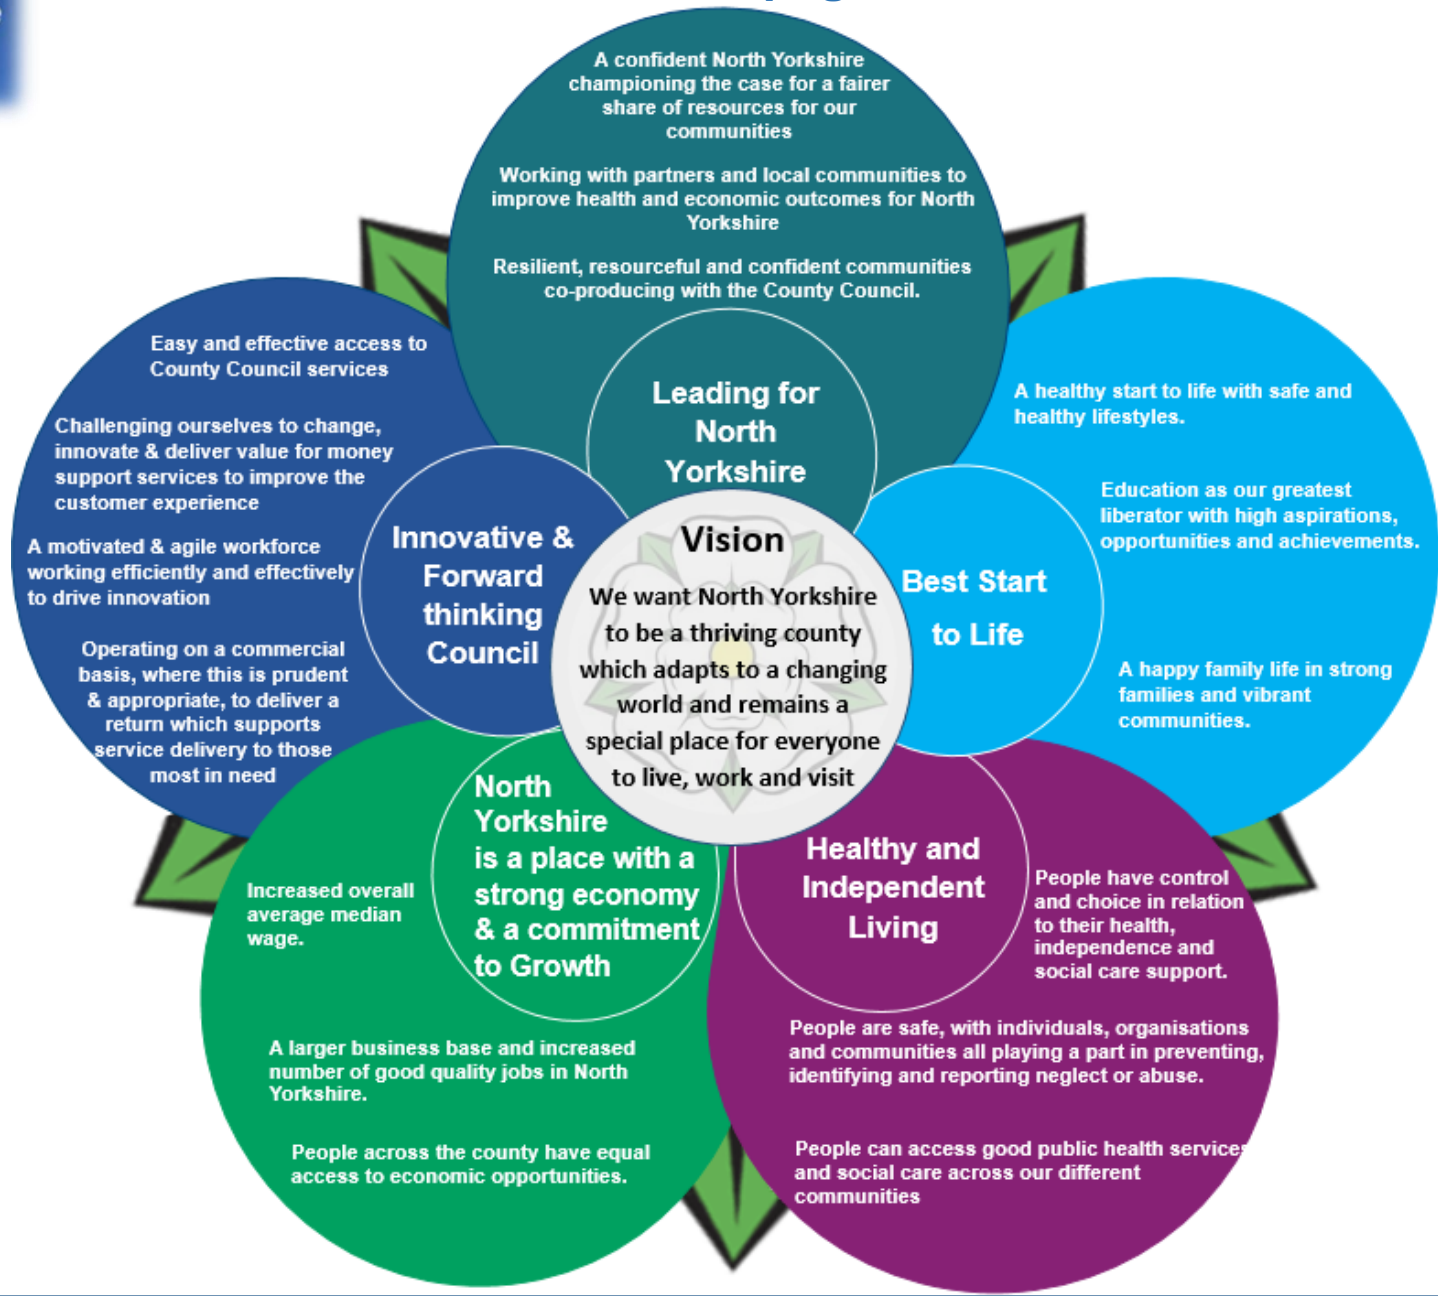 A confident North Yorkshire
championing the case for a fairer
share of resources for our
communities
Working with partners and local communities to
improve health and economic outcomes for North
Yorkshire
Resilient, resourceful and confident communities
co-producing with the County Council.
Leading for
North
Yorkshire
Easy and effective access to
County Council services
Challenging ourselves to change,
innovate & deliver value for money
support services to improve the
customer experience
A motivated & agile workforce
working efficiently and effectively
to drive innovation
Operating on a commercial
basis, where this is prudent
& appropriate, to deliver a
return which supports
service delivery to those
most in need
Innovative &
Forward
thinking
Council
Vision
We want North Yorkshire
to be a thriving county
which adapts to a changing
world and remains a
special place for everyone
to live, work and visit
Best Start
to Life
A healthy start to life with safe and
healthy lifestyles.
Education as our greatest
liberator with high aspirations,
opportunities and achievements.
A happy family life in strong
families and vibrant
communities.
North
Yorkshire
is a place with a
strong economy
& a commitment
to Growth
Increased overall
average median
wage.
A larger business base and increased
number of good quality jobs in North
Yorkshire.
People across the county have equal
access to economic opportunities.
Healthy and
Independent
Living
People have control
and choice in relation
to their health,
independence and
social care support.
People are safe, with individuals, organisations
and communities all playing a part in preventing,
identifying and reporting neglect or abuse.
People can access good public health services
and social care across our different
communities